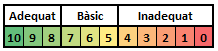 Adequat Bàsic Inadequat
10 9 8 7 6 5 4 3 2 1 0